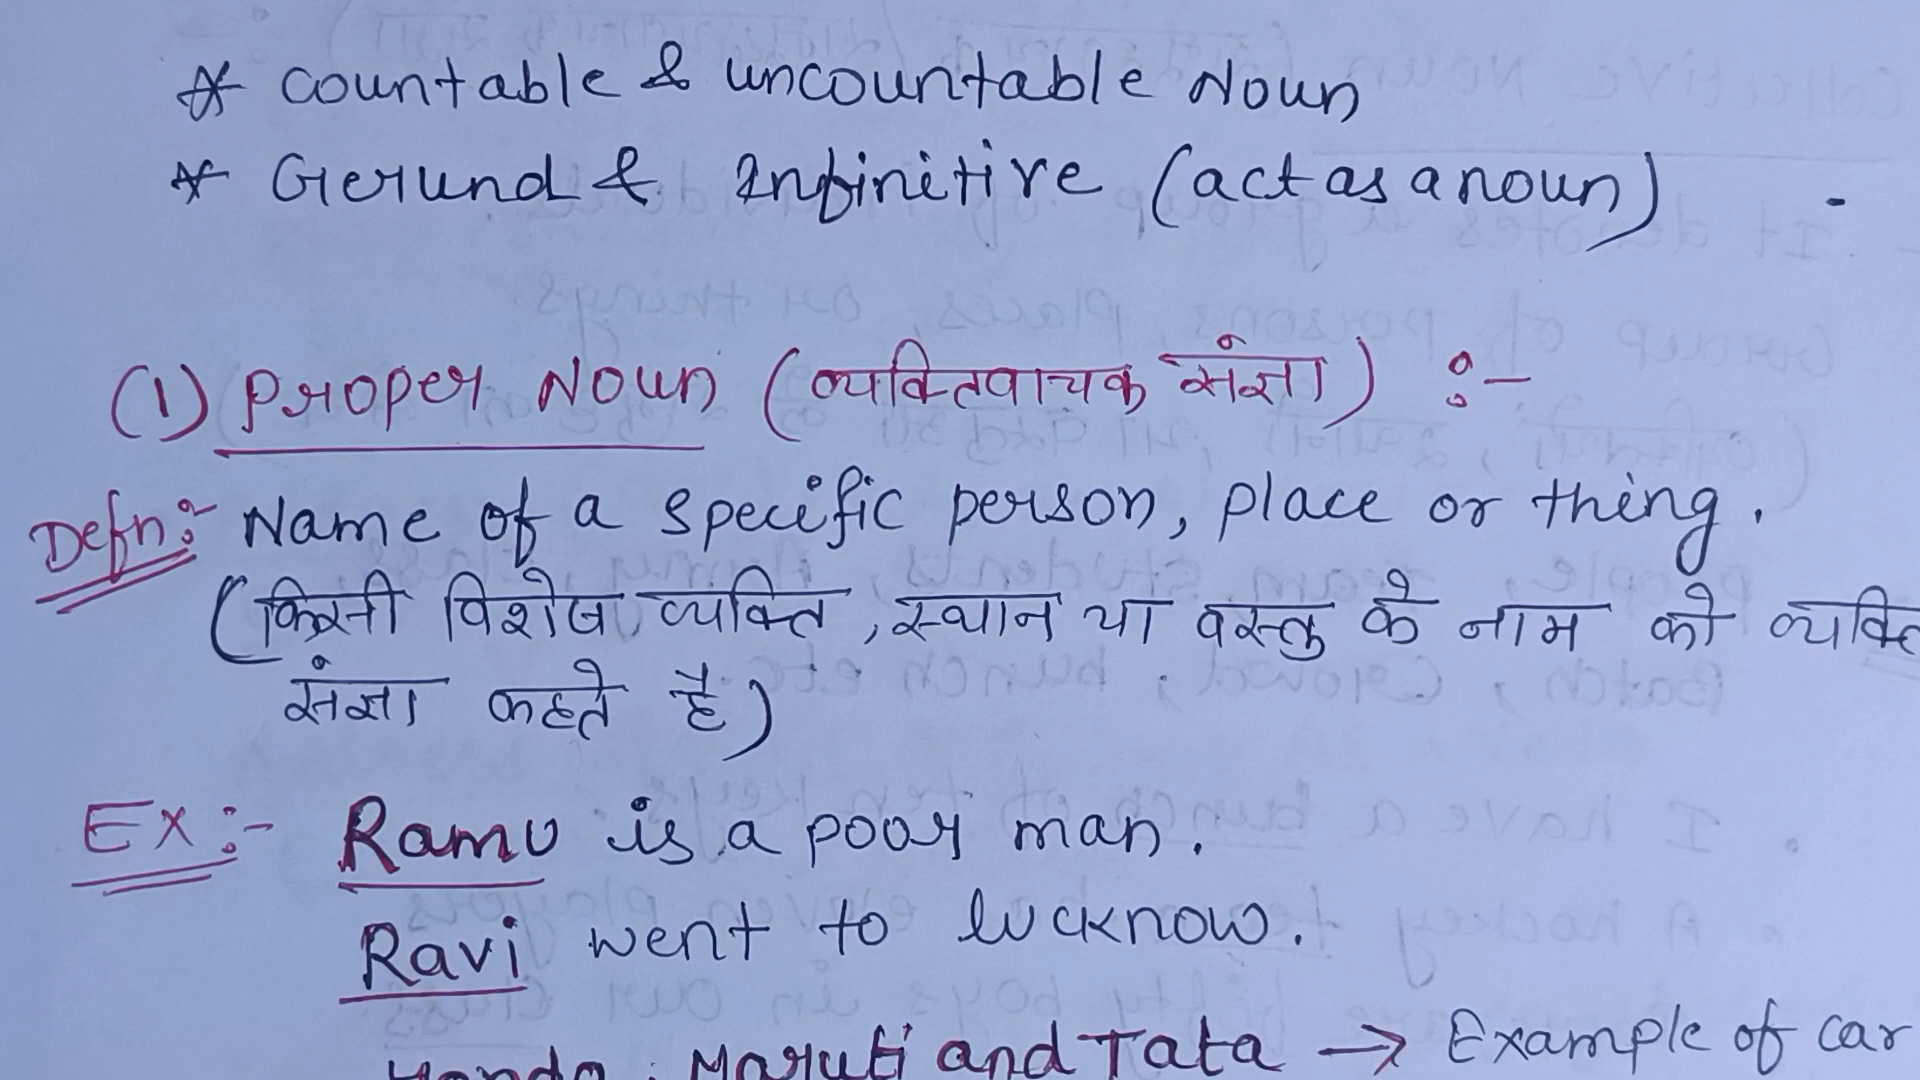 * Countable & uncountable Noun
* Gerund & Infinitive (act as a noun)
(1) Proper Noun (व्यक्तिवाचक संज्ञा) :-
Defn:- Name of a specific person, place or thing.
(किसी विशेष व्यक्ति, स्थान या वस्तु के नाम को व्यक्ति
संज्ञा कहते है)
Ex:- Ramu is a poor man.
Ravi went to lucknow.
Honda, Maruti and Tata → Example of car